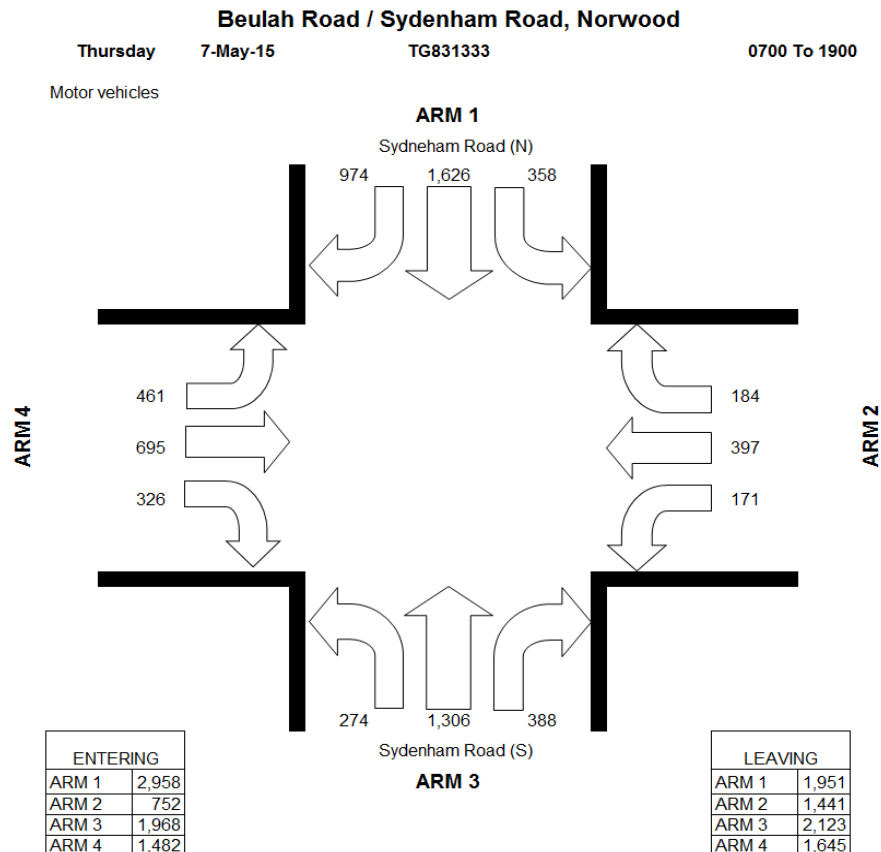 Beulah Road / Sydenham Road, Norwood
Thursday 7-May-15 TG831333 0700 To 1900
Motor vehicles
ARM 1
Sydneham Road (N)
974 1,626 358
461 184
ARM 4 695 397 ARM 2
326 171
274 1,306 388
Sydenham Road (S)
ARM 3
ENTERING
ARM 1 2,958
ARM 2 752
ARM 3 1,968
ARM 4 1,482
LEAVING
ARM 1 1,951
ARM 2 1,441
ARM 3 2,123
ARM 4 1,645